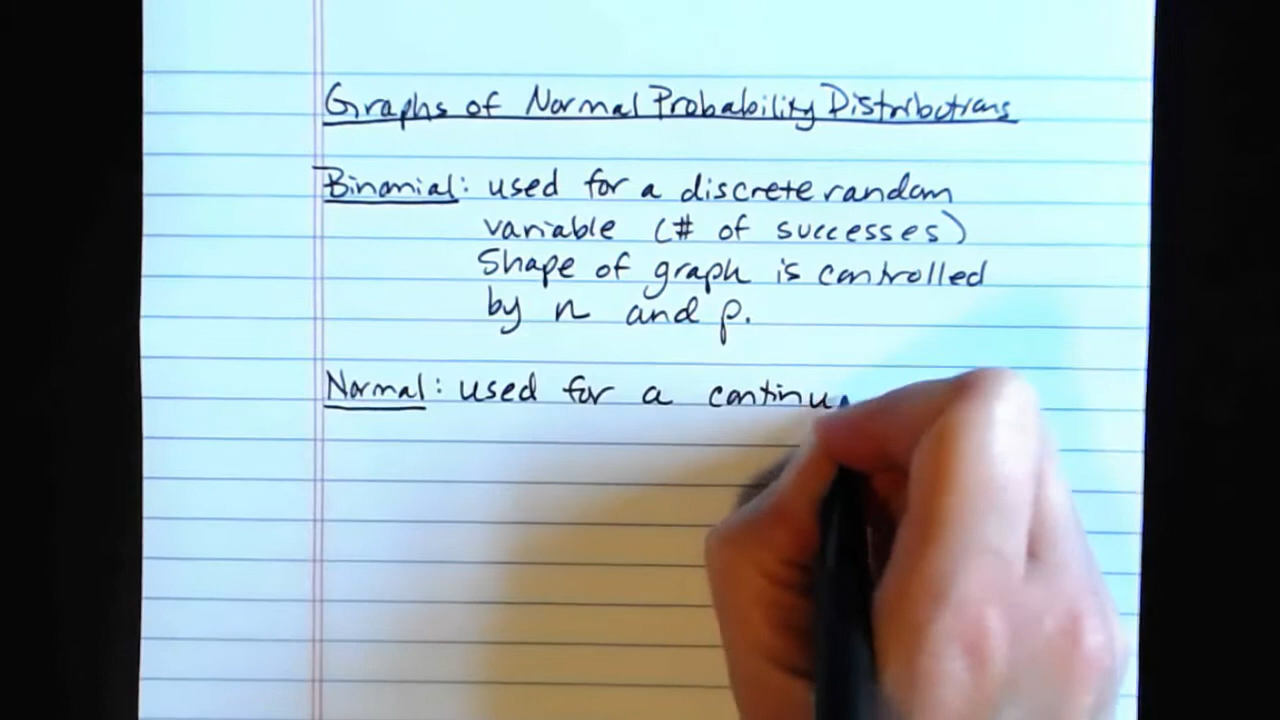 Graphs of Normal Probability Distributions
Binomial: used for a discrete random
variable (# of successes)
Shape of graph is controlled
by n and p.
Normal: used for a continu